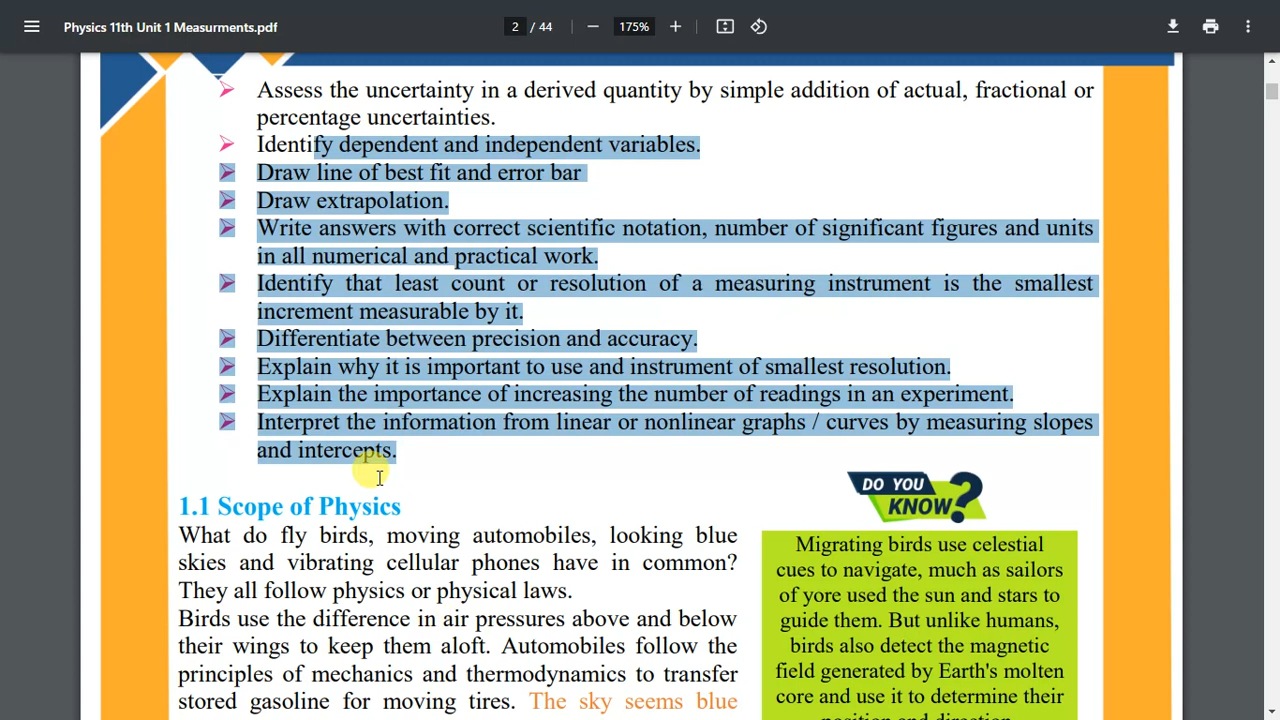 Physics 11th Unit 1 Measurments.pdf
2 / 44
175%
Assess the uncertainty in a derived quantity by simple addition of actual, fractional or
percentage uncertainties.
Identify dependent and independent variables.
Draw line of best fit and error bar
Draw extrapolation.
Write answers with correct scientific notation, number of significant figures and units
in all numerical and practical work.
Identify that least count or resolution of a measuring instrument is the smallest
increment measurable by it.
Differentiate between precision and accuracy.
Explain why it is important to use and instrument of smallest resolution.
Explain the importance of increasing the number of readings in an experiment.
Interpret the information from linear or nonlinear graphs / curves by measuring slopes
and intercepts.
1.1 Scope of Physics
What do fly birds, moving automobiles, looking blue
skies and vibrating cellular phones have in common?
They all follow physics or physical laws.
Birds use the difference in air pressures above and below
their wings to keep them aloft. Automobiles follow the
principles of mechanics and thermodynamics to transfer
stored gasoline for moving tires. The sky seems blue
DO YOU
KNOW?
Migrating birds use celestial
cues to navigate, much as sailors
of yore used the sun and stars to
guide them. But unlike humans,
birds also detect the magnetic
field generated by Earth's molten
core and use it to determine their
position and direction